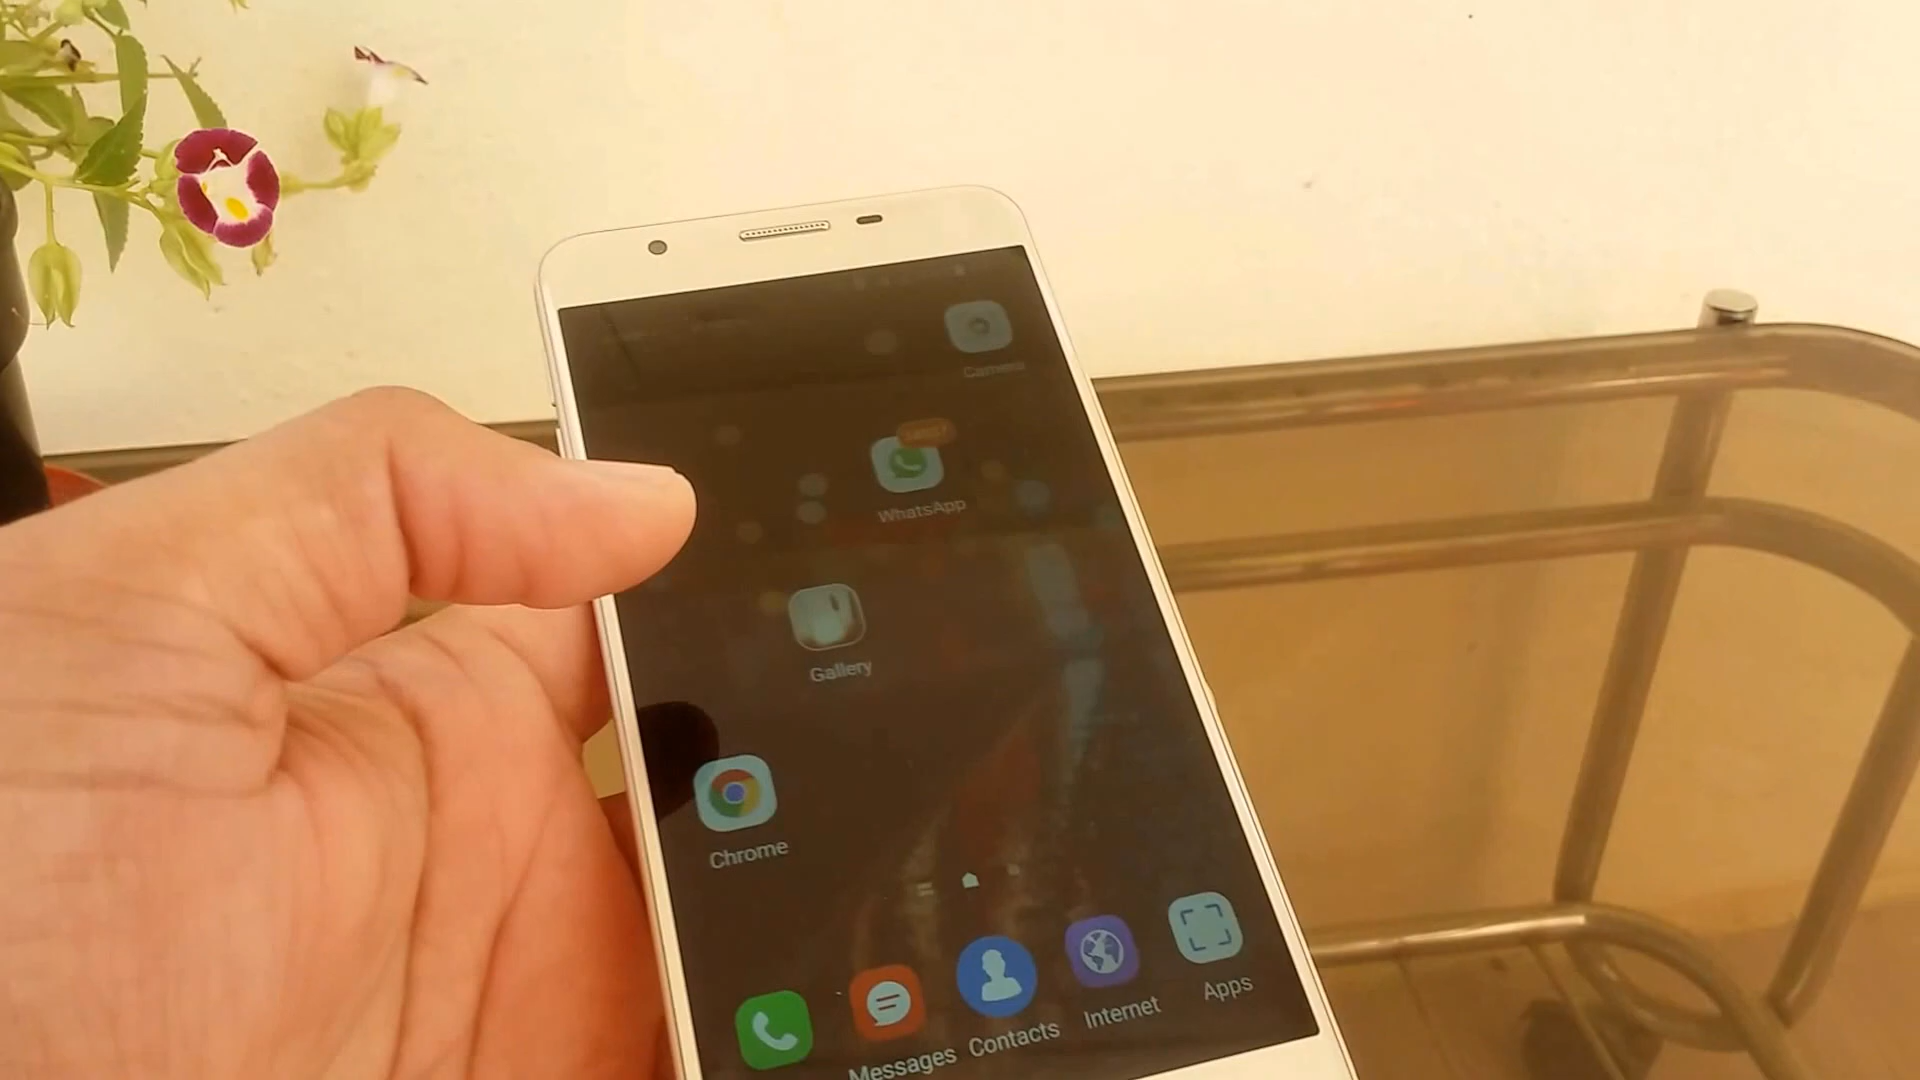 Camera
WhatsApp
Gallery
Chrome
Messages
Contacts
Internet
Apps